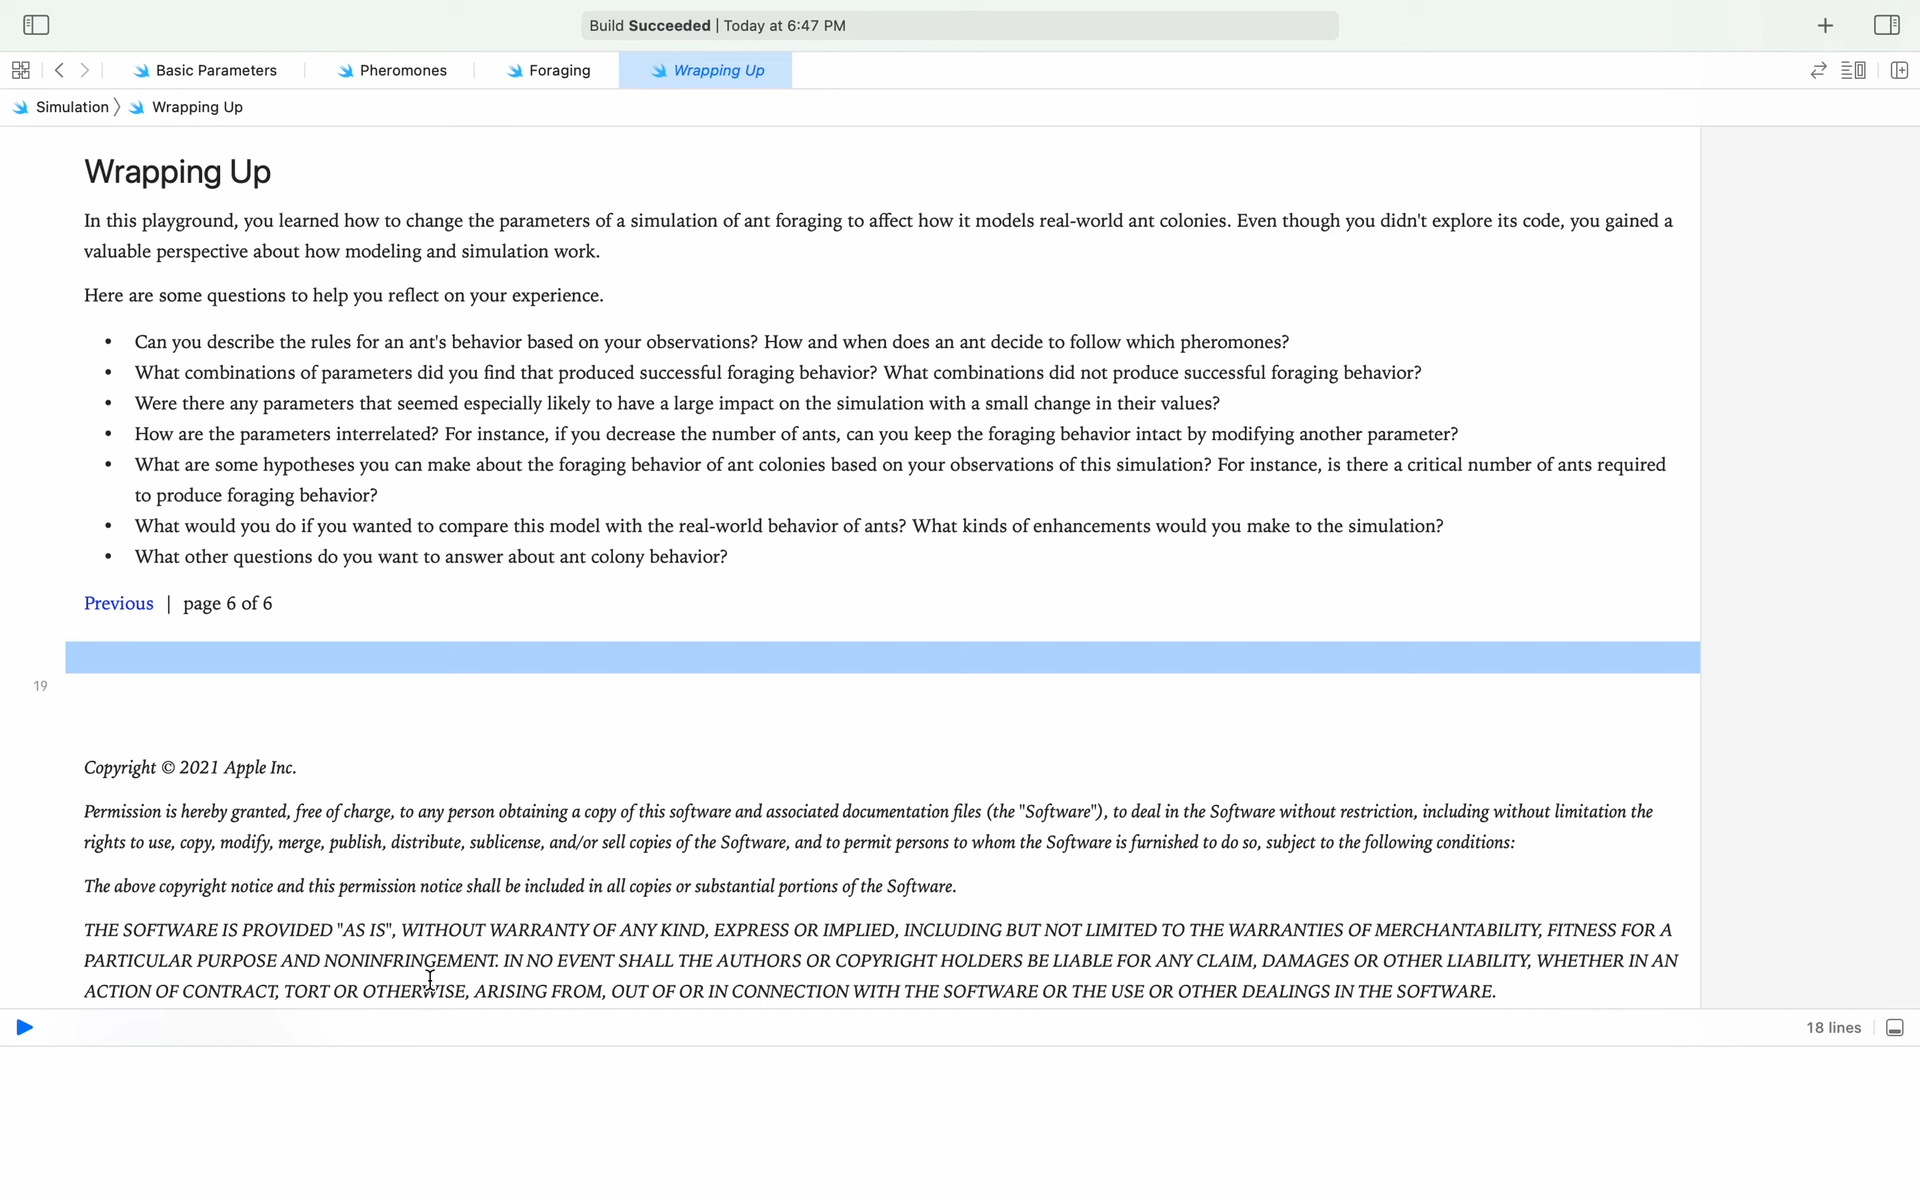 Build Succeeded | Today at 6:47 PM
Basic Parameters
Pheromones
Foraging
Wrapping Up
Simulation
Wrapping Up
Wrapping Up
In this playground, you learned how to change the parameters of a simulation of ant foraging to affect how it models real-world ant colonies. Even though you didn't explore its code, you gained a
valuable perspective about how modeling and simulation work.
Here are some questions to help you reflect on your experience.
• Can you describe the rules for an ant's behavior based on your observations? How and when does an ant decide to follow which pheromones?
• What combinations of parameters did you find that produced successful foraging behavior? What combinations did not produce successful foraging behavior?
• Were there any parameters that seemed especially likely to have a large impact on the simulation with a small change in their values?
• How are the parameters interrelated? For instance, if you decrease the number of ants, can you keep the foraging behavior intact by modifying another parameter?
• What are some hypotheses you can make about the foraging behavior of ant colonies based on your observations of this simulation? For instance, is there a critical number of ants required
to produce foraging behavior?
• What would you do if you wanted to compare this model with the real-world behavior of ants? What kinds of enhancements would you make to the simulation?
• What other questions do you want to answer about ant colony behavior?
Previous | page 6 of 6
19
Copyright © 2021 Apple Inc.
Permission is hereby granted, free of charge, to any person obtaining a copy of this software and associated documentation files (the "Software"), to deal in the Software without restriction, including without limitation the
rights to use, copy, modify, merge, publish, distribute, sublicense, and/or sell copies of the Software, and to permit persons to whom the Software is furnished to do so, subject to the following conditions:
The above copyright notice and this permission notice shall be included in all copies or substantial portions of the Software.
THE SOFTWARE IS PROVIDED "AS IS", WITHOUT WARRANTY OF ANY KIND, EXPRESS OR IMPLIED, INCLUDING BUT NOT LIMITED TO THE WARRANTIES OF MERCHANTABILITY, FITNESS FOR A
PARTICULAR PURPOSE AND NONINFRINGEMENT. IN NO EVENT SHALL THE AUTHORS OR COPYRIGHT HOLDERS BE LIABLE FOR ANY CLAIM, DAMAGES OR OTHER LIABILITY, WHETHER IN AN
ACTION OF CONTRACT, TORT OR OTHERWISE, ARISING FROM, OUT OF OR IN CONNECTION WITH THE SOFTWARE OR THE USE OR OTHER DEALINGS IN THE SOFTWARE.
18 lines